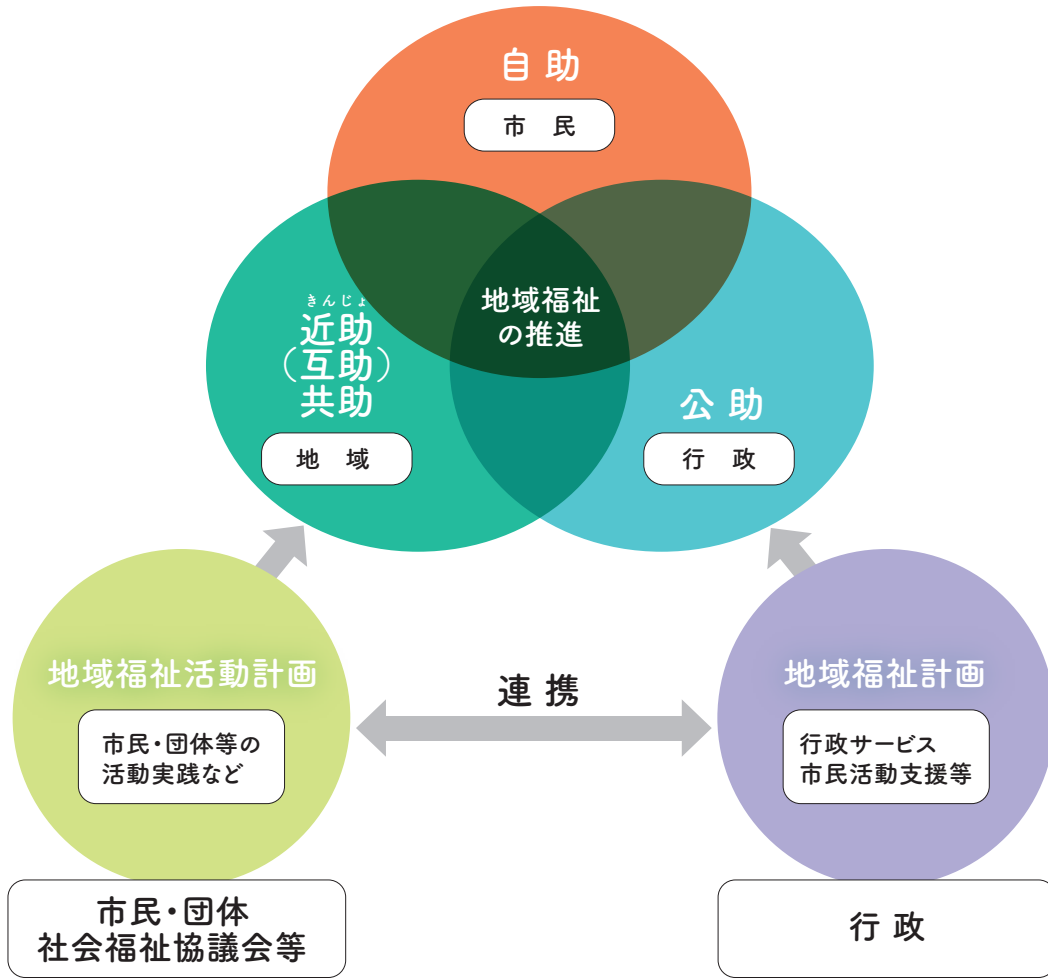 自助
市民
きんじょ
近助
（互助）
共助
地域
地域福祉
の推進
公助
行政
地域福祉活動計画
市民・団体等の
活動実践など
連携
地域福祉計画
行政サービス
市民活動支援等
市民・団体
社会福祉協議会等
行政